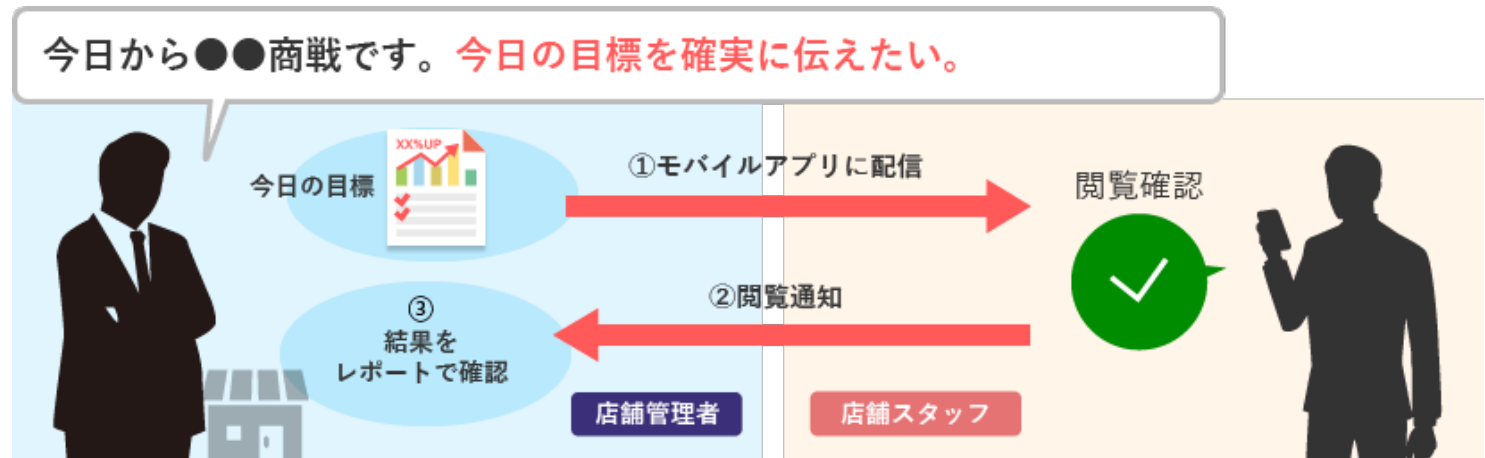 今日から●●商戦です。今日の目標を確実に伝えたい。
XX%UP
今日の目標
①モバイルアプリに配信
閲覧確認
②閲覧通知
③
結果を
レポートで確認
店舗管理者
店舗スタッフ